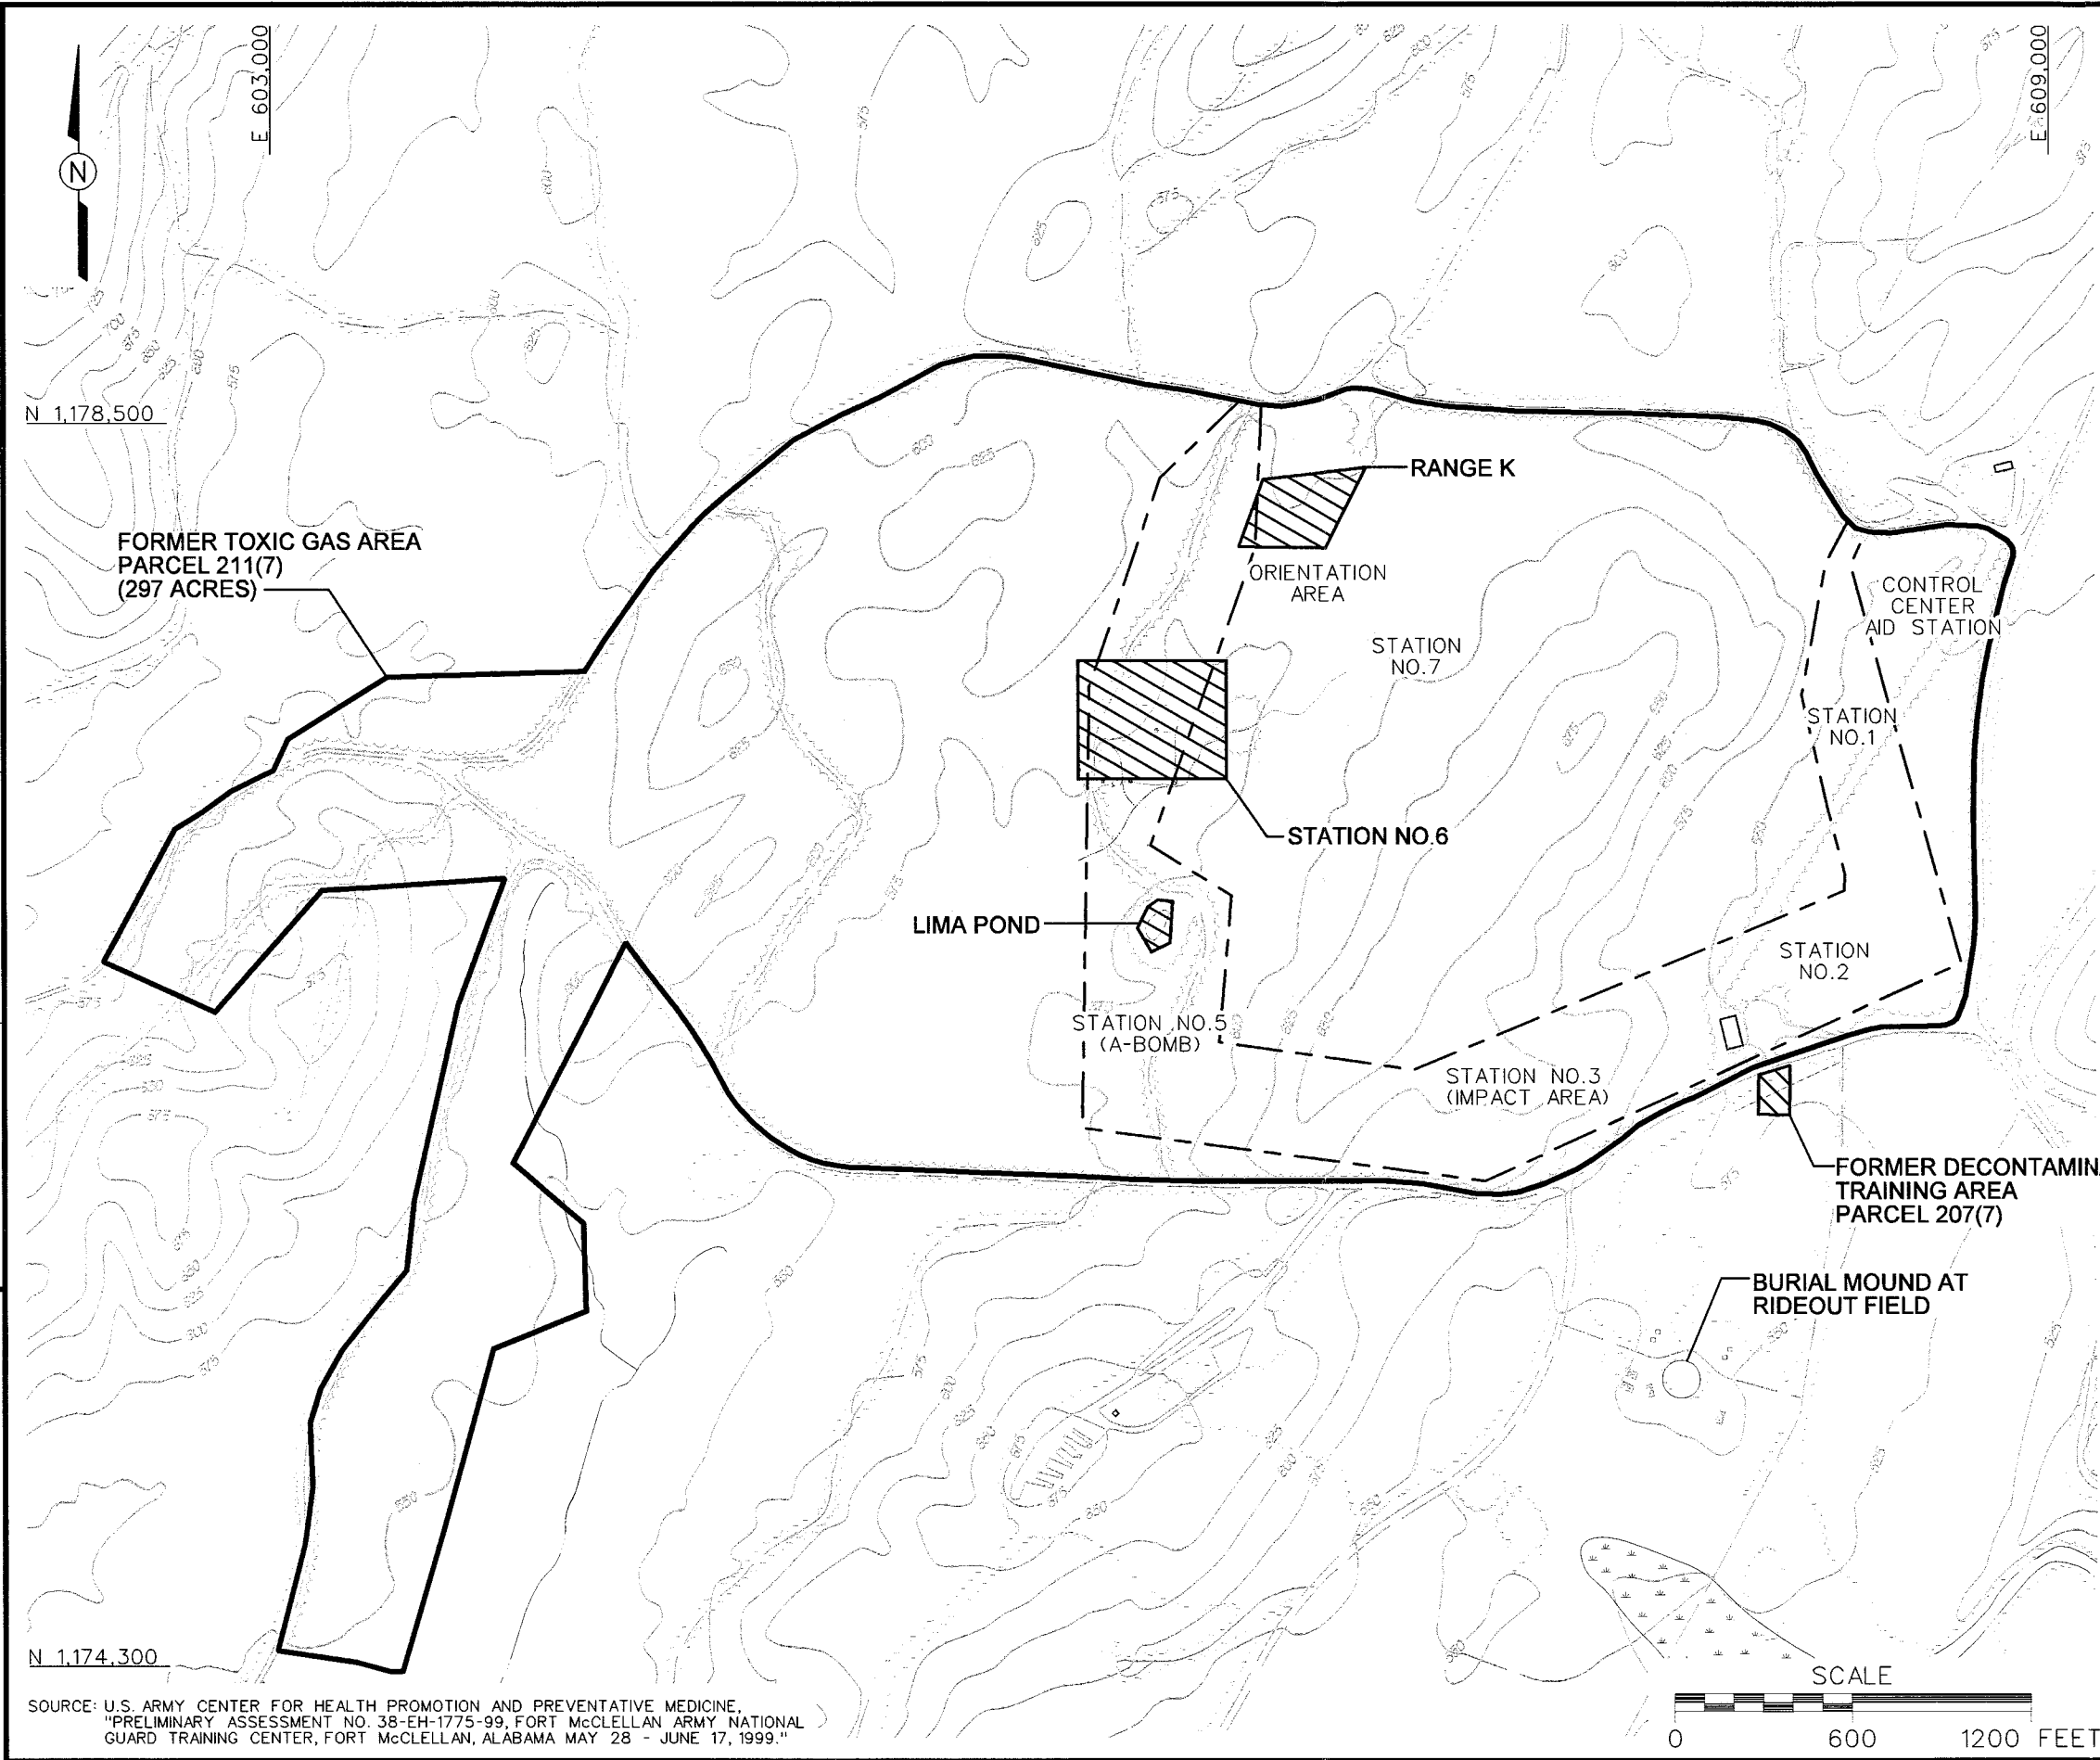 E 603,000
E 609,000
N
N 1,178,500
RANGE K
FORMER TOXIC GAS AREA
PARCEL 211(7)
(297 ACRES)
ORIENTATION
AREA
CONTROL
CENTER
AID STATION
STATION
NO.7
STATION
NO.1
STATION NO.6
LIMA POND
STATION
NO.2
STATION NO.5
(A-BOMB)
STATION NO.3
(IMPACT AREA)
FORMER DECONTAMIN
TRAINING AREA
PARCEL 207(7)
BURIAL MOUND AT
RIDEOUT FIELD
N 1,174,300
SCALE
0 600 1200 FEET
SOURCE: U.S. ARMY CENTER FOR HEALTH PROMOTION AND PREVENTATIVE MEDICINE,
"PRELIMINARY ASSESSMENT NO. 38-EH-1775-99, FORT McCLELLAN ARMY NATIONAL
GUARD TRAINING CENTER, FORT McCLELLAN, ALABAMA MAY 28 - JUNE 17, 1999."